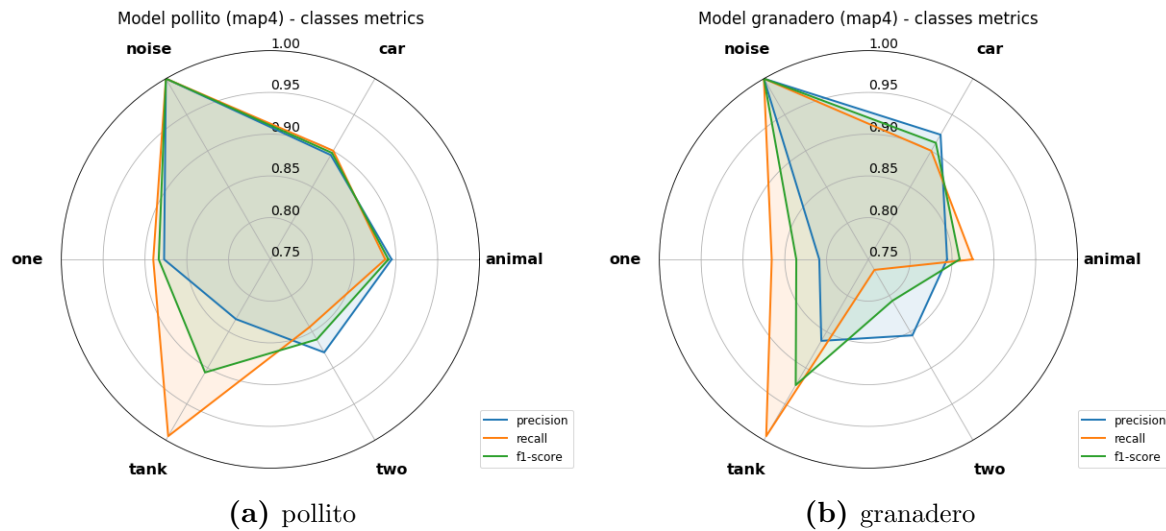 Model pollito (map4) - classes metrics
noise
1.00
car
0.95
0.90
0.85
0.80
one
0.75
animal
tank
two
precision
recall
f1-score
(a) pollito
Model granadero (map4) - classes metrics
noise
1.00
car
0.95
0.90
0.85
0.80
one
0.75
animal
tank
two
precision
recall
f1-score
(b) granadero